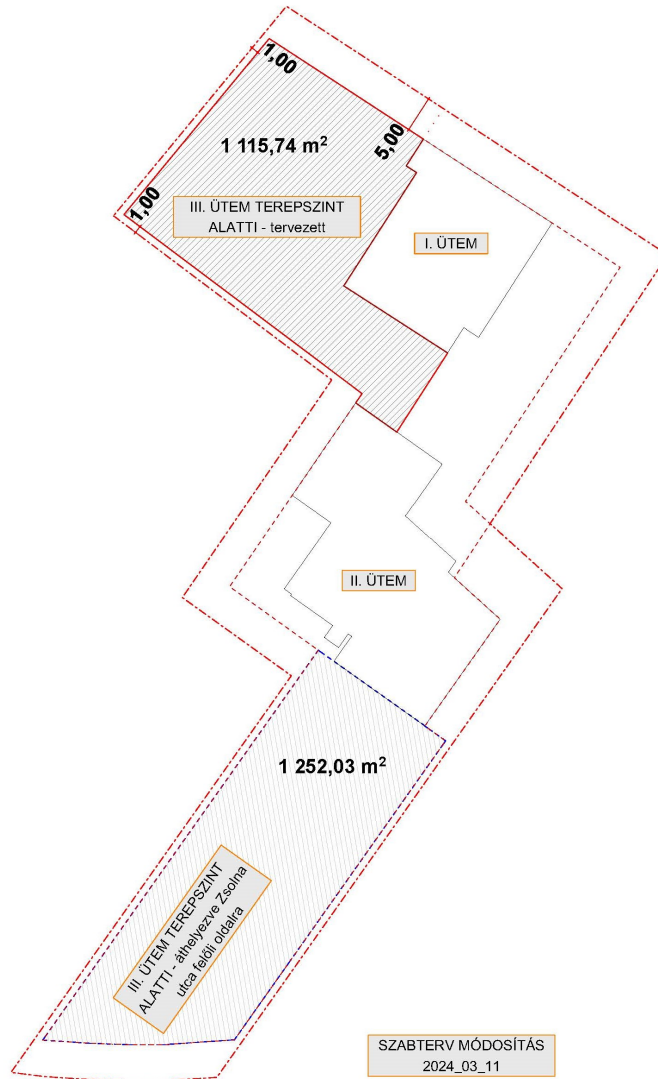 1,00
1 115,74 m²
5,00
1,00
III. ÜTEM TEREPSZINT
ALATTI - tervezett
I. ÜTEM
II. ÜTEM
1 252,03 m²
III. ÜTEM TEREPSZINT
ALATTI - áthelyezve Zsolna
utca felőli oldalra
SZABTERV MÓDOSÍTÁS
2024_03_11